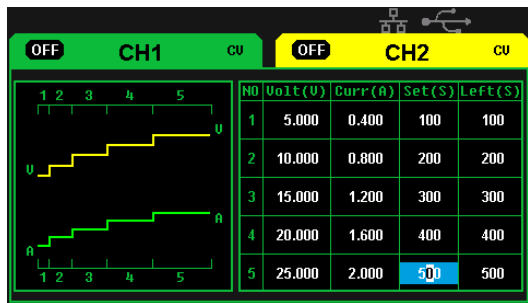 OFF CH1 CV OFF CH2 CV
1 2 3 4 5
V
V
A
A
1 2 3 4 5
NO Volt(V) Curr(A) Set(S) Left(S)
1 5.000 0.400 100 100
2 10.000 0.800 200 200
3 15.000 1.200 300 300
4 20.000 1.600 400 400
5 25.000 2.000 500 500